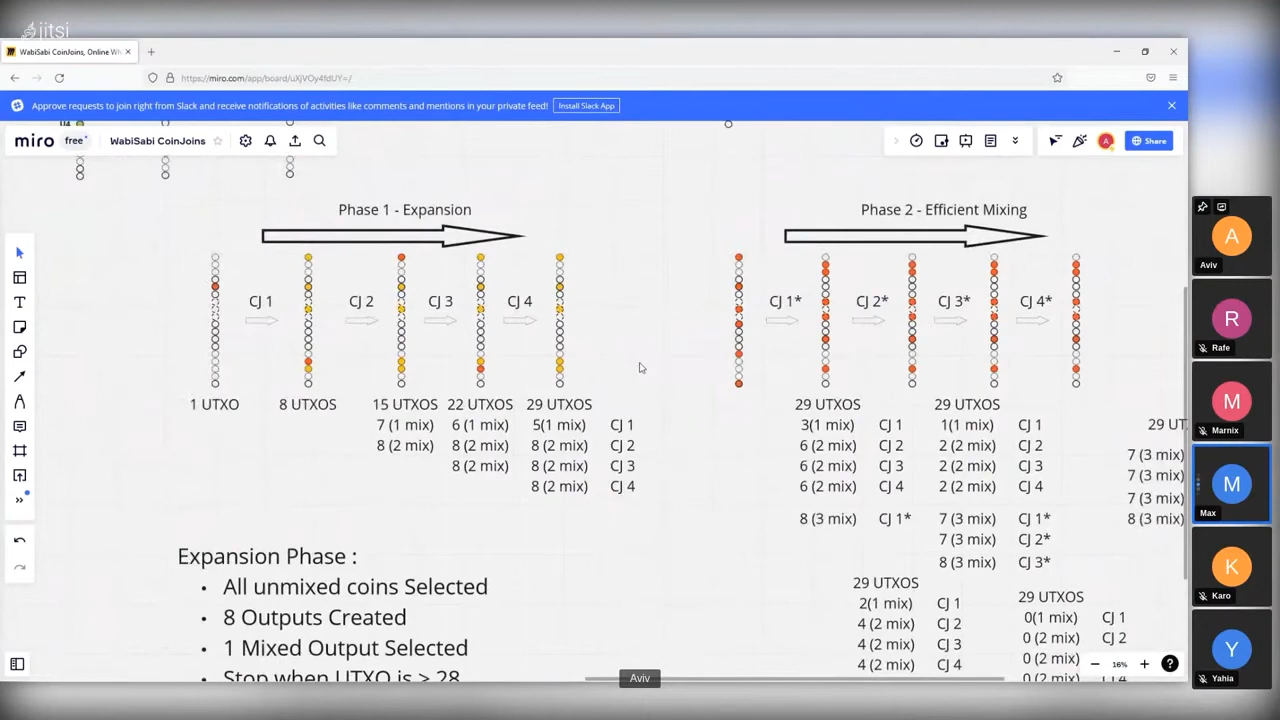 jitsi
WabiSabi CoinJoins, Online Wh
https://miro.com/app/board/uXjVOy4fdUY=/
Approve requests to join right from Slack and receive notifications of activities like comments and mentions in your private feed! Install Slack App
miro free WabiSabi CoinJoins
A Share
Phase 1 - Expansion
CJ 1 CJ 2 CJ 3 CJ 4
1 UTXO 8 UTXOS 15 UTXOS 22 UTXOS 29 UTXOS
7 (1 mix) 6 (1 mix) 5(1 mix) CJ 1
8 (2 mix) 8 (2 mix) 8 (2 mix) CJ 2
8 (2 mix) 8 (2 mix) CJ 3
8 (2 mix) CJ 4
Phase 2 - Efficient Mixing
CJ 1* CJ 2* CJ 3* CJ 4*
29 UTXOS 29 UTXOS
3(1 mix) CJ 1 1(1 mix) CJ 1 29 UT
6 (2 mix) CJ 2 2 (2 mix) CJ 2 7 (3 mix)
6 (2 mix) CJ 3 2 (2 mix) CJ 3 7 (3 mix)
6 (2 mix) CJ 4 2 (2 mix) CJ 4 7 (3 mix)
8 (3 mix) CJ 1* 7 (3 mix) CJ 1* 8 (3 mix)
7 (3 mix) CJ 2*
8 (3 mix) CJ 3*
29 UTXOS
2(1 mix) CJ 1
4 (2 mix) CJ 2
4 (2 mix) CJ 3
4 (2 mix) CJ 4
29 UTXOS
0(1 mix) CJ 1
0 (2 mix) CJ 2
0 (2 mix)
Expansion Phase :
• All unmixed coins Selected
• 8 Outputs Created
• 1 Mixed Output Selected
• Stop when UTXO is > 28
16%
Aviv
A
Aviv
R
Rafe
M
Marnix
M
Max
K
Karo
Y
Yahia